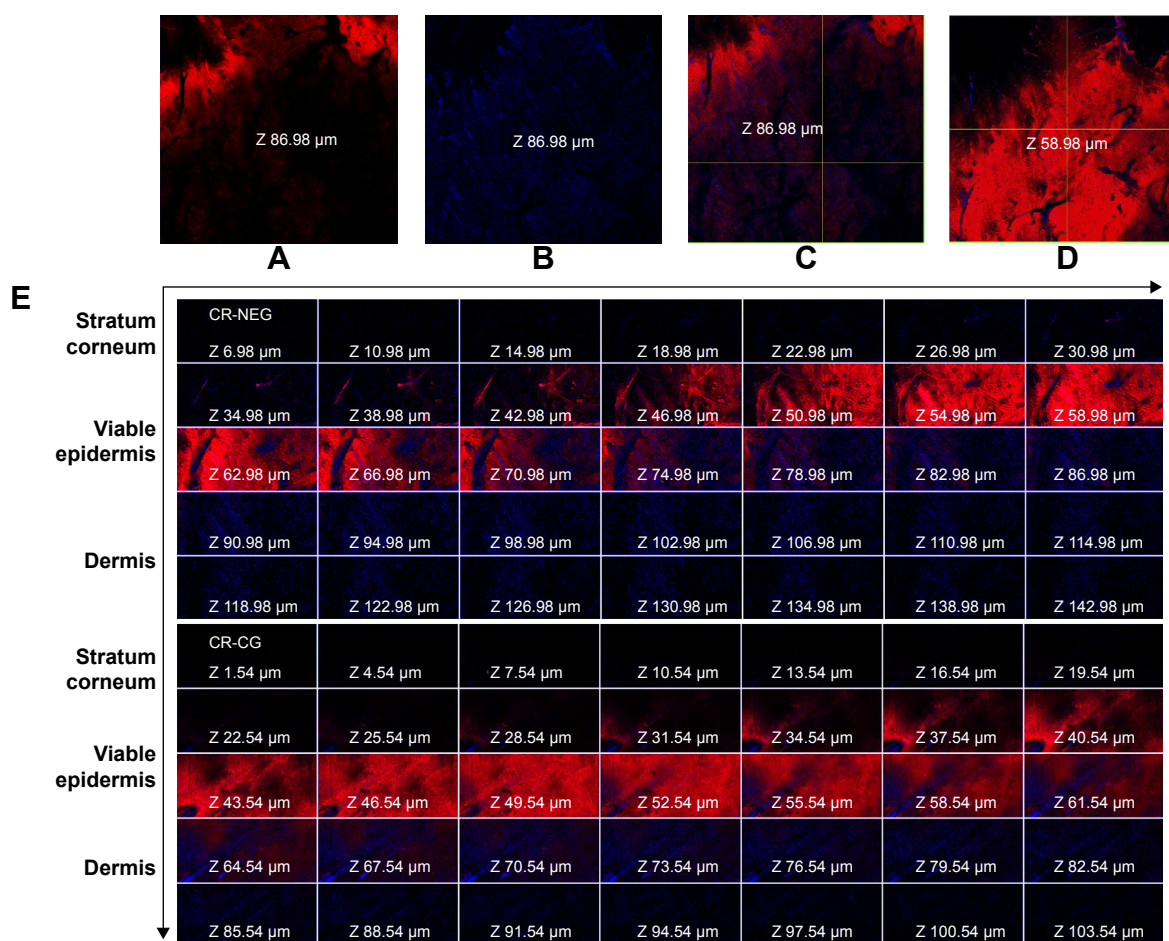 Z 86.98 µm
Z 86.98 µm
Z 86.98 µm
Z 58.98 µm
A B C D
E
Stratum corneum
CR-NEG
Z 6.98 µm Z 10.98 µm Z 14.98 µm Z 18.98 µm Z 22.98 µm Z 26.98 µm Z 30.98 µm
Viable epidermis
Z 34.98 µm Z 38.98 µm Z 42.98 µm Z 46.98 µm Z 50.98 µm Z 54.98 µm Z 58.98 µm
Z 62.98 µm Z 66.98 µm Z 70.98 µm Z 74.98 µm Z 78.98 µm Z 82.98 µm Z 86.98 µm
Dermis
Z 90.98 µm Z 94.98 µm Z 98.98 µm Z 102.98 µm Z 106.98 µm Z 110.98 µm Z 114.98 µm
Z 118.98 µm Z 122.98 µm Z 126.98 µm Z 130.98 µm Z 134.98 µm Z 138.98 µm Z 142.98 µm
Stratum corneum
CR-CG
Z 1.54 µm Z 4.54 µm Z 7.54 µm Z 10.54 µm Z 13.54 µm Z 16.54 µm Z 19.54 µm
Viable epidermis
Z 22.54 µm Z 25.54 µm Z 28.54 µm Z 31.54 µm Z 34.54 µm Z 37.54 µm Z 40.54 µm
Z 43.54 µm Z 46.54 µm Z 49.54 µm Z 52.54 µm Z 55.54 µm Z 58.54 µm Z 61.54 µm
Dermis
Z 64.54 µm Z 67.54 µm Z 70.54 µm Z 73.54 µm Z 76.54 µm Z 79.54 µm Z 82.54 µm
Z 85.54 µm Z 88.54 µm Z 91.54 µm Z 94.54 µm Z 97.54 µm Z 100.54 µm Z 103.54 µm